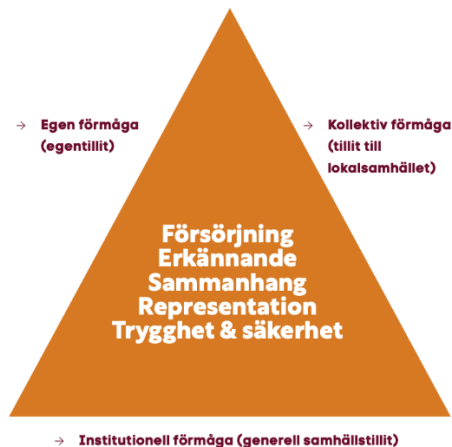 → Egen förmåga
(egentillit)
→ Kollektiv förmåga
(tillit till
lokalsamhället)
Försörjning
Erkännande
Sammanhang
Representation
Trygghet & säkerhet
→ Institutionell förmåga (generell samhällstillit)